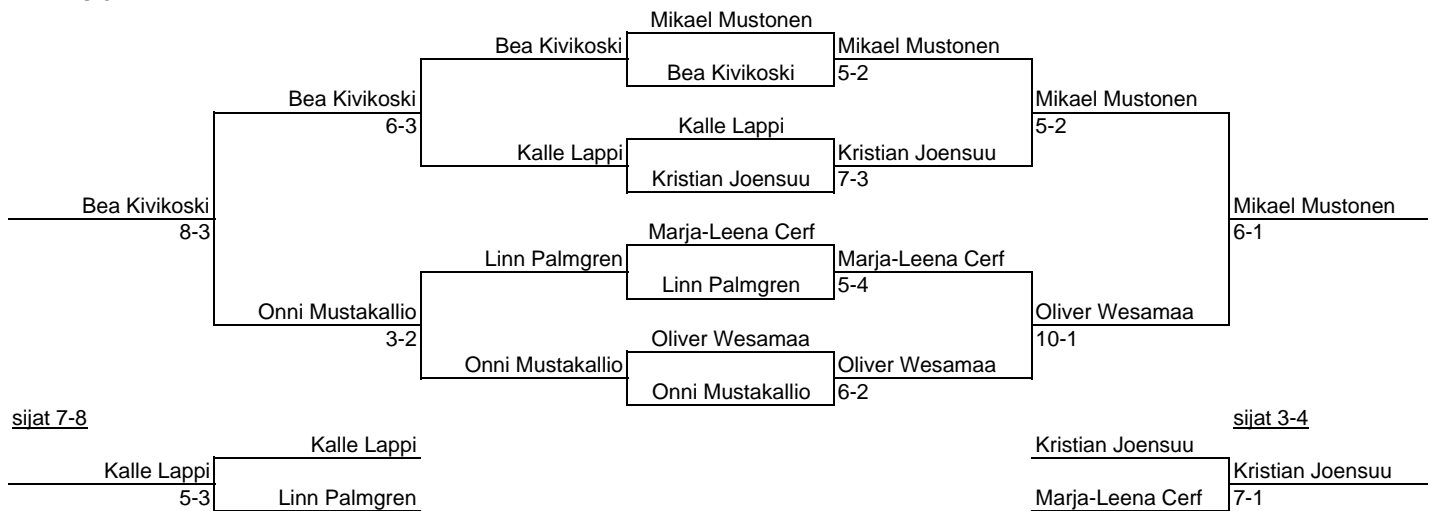 Mikael Mustonen
Bea Kivikoski Mikael Mustonen
Bea Kivikoski 5-2
Bea Kivikoski Mikael Mustonen
6-3 Kalle Lappi 5-2
Kalle Lappi Kristian Joensuu
Kristian Joensuu 7-3
Bea Kivikoski Mikael Mustonen
8-3 Marja-Leena Cerf 6-1
Linn Palmgren Marja-Leena Cerf
Linn Palmgren 5-4
Onni Mustakallio Oliver Wesamaa
3-2 Oliver Wesamaa 10-1
Onni Mustakallio Oliver Wesamaa
Onni Mustakallio 6-2
sijat 7-8 sijat 3-4
Kalle Lappi Kristian Joensuu
Kalle Lappi Kristian Joensuu
5-3 Linn Palmgren Marja-Leena Cerf 7-1